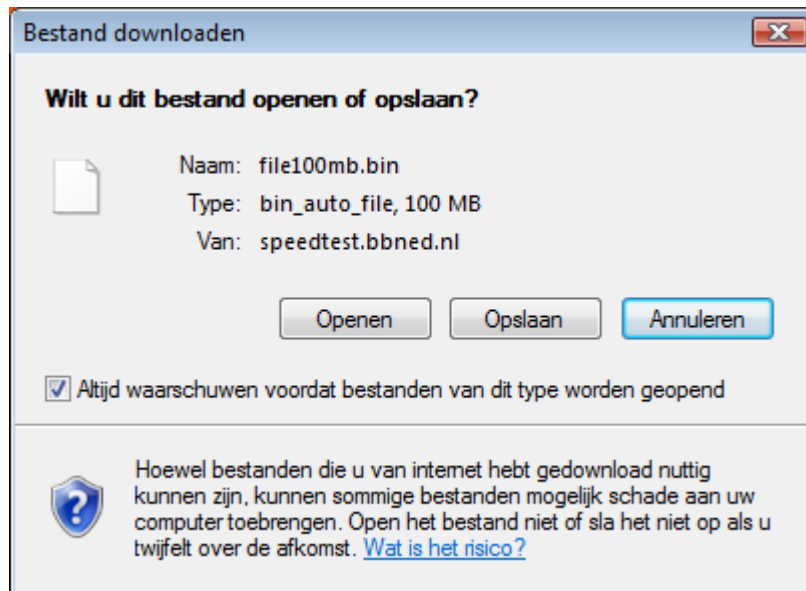 Bestand downloaden
Wilt u dit bestand openen of opslaan?
Naam: file100mb.bin
Type: bin_auto_file, 100 MB
Van: speedtest.bbned.nl
Openen Opslaan Annuleren
Altijd waarschuwen voordat bestanden van dit type worden geopend
Hoewel bestanden die u van internet hebt gedownload nuttig
kunnen zijn, kunnen sommige bestanden mogelijk schade aan uw
computer toebrengen. Open het bestand niet of sla het niet op als u
twijfelt over de afkomst. Wat is het risico?